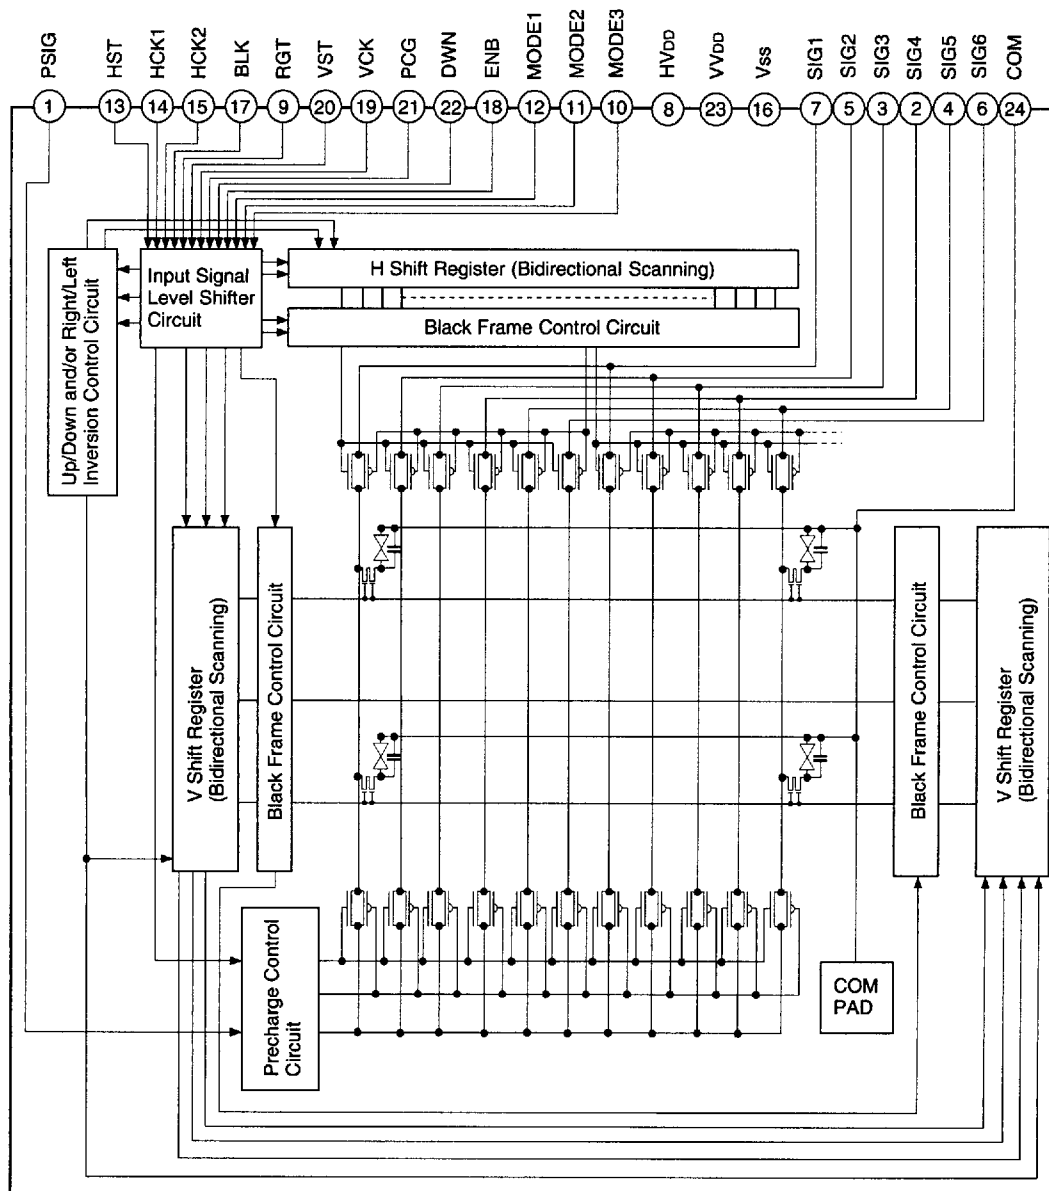 PSIG
HST
HCK1
HCK2
BLK
RGT
VST
VCK
PCG
DWN
ENB
MODE1
MODE2
MODE3
HVDD
VVDD
Vss
SIG1
SIG2
SIG3
SIG4
SIG5
SIG6
COM
1
13
14
15
17
9
20
19
21
22
18
12
11
10
8
23
16
7
5
3
2
4
6
24
Up/Down and/or Right/Left
Inversion Control Circuit
Input Signal
Level Shifter
Circuit
H Shift Register (Bidirectional Scanning)
Black Frame Control Circuit
V Shift Register
(Bidirectional Scanning)
Black Frame Control Circuit
Black Frame Control Circuit
V Shift Register
(Bidirectional Scanning)
Precharge Control
Circuit
COM
PAD